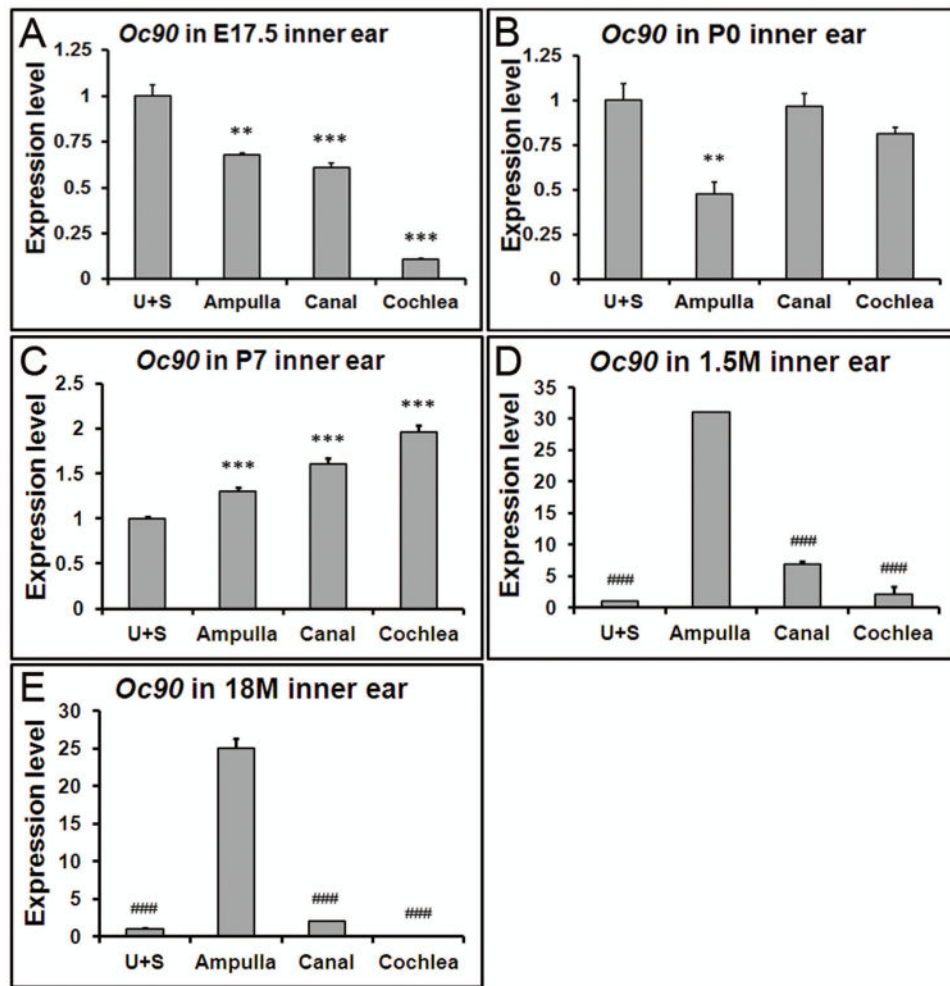 A
Oc90 in E17.5 inner ear
Expression level
1.25
1
0.75
0.5
0.25
0
**
***
***
U+S Ampulla Canal Cochlea
B
Oc90 in P0 inner ear
Expression level
1.25
1
0.75
0.5
0.25
0
**
U+S Ampulla Canal Cochlea
C
Oc90 in P7 inner ear
Expression level
2.5
2
1.5
1
0.5
0
***
***
***
U+S Ampulla Canal Cochlea
D
Oc90 in 1.5M inner ear
Expression level
35
30
25
20
15
10
5
0
###
###
###
U+S Ampulla Canal Cochlea
E
Oc90 in 18M inner ear
Expression level
30
25
20
15
10
5
0
###
###
###
U+S Ampulla Canal Cochlea